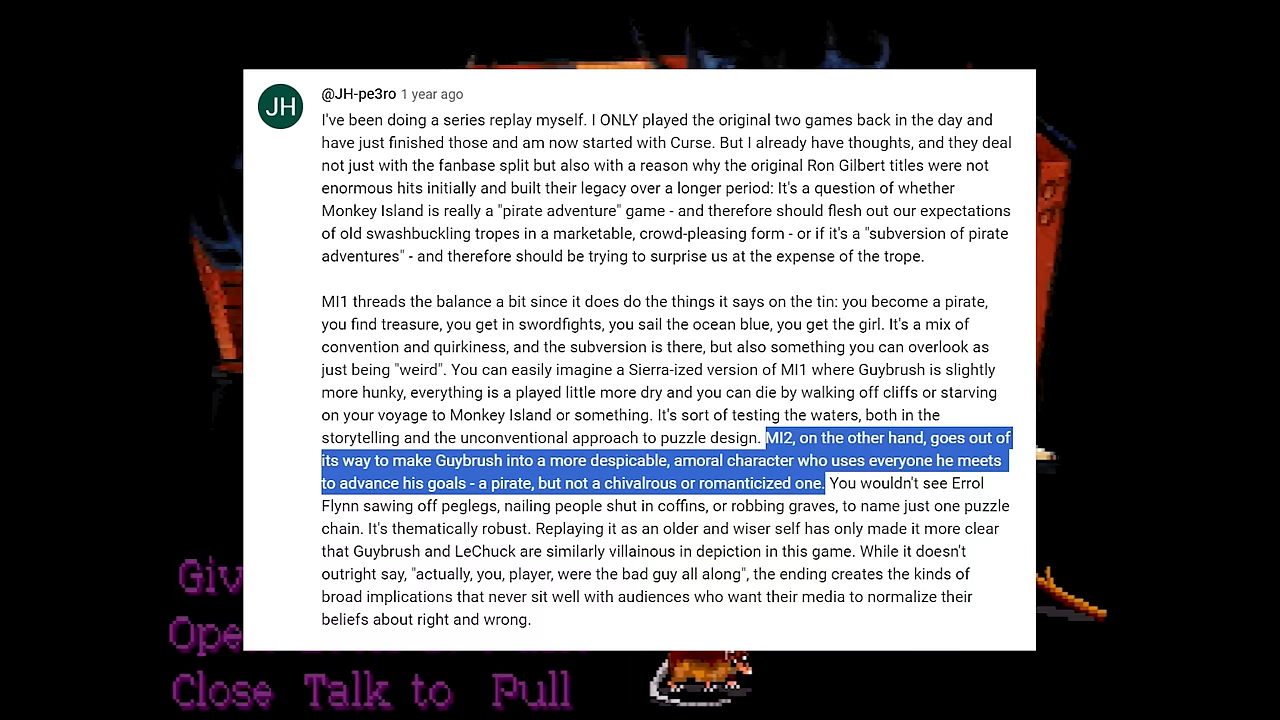 JH
@JH-pe3ro 1 year ago
I've been doing a series replay myself. I ONLY played the original two games back in the day and
have just finished those and am now started with Curse. But I already have thoughts, and they deal
not just with the fanbase split but also with a reason why the original Ron Gilbert titles were not
enormous hits initially and built their legacy over a longer period: It's a question of whether
Monkey Island is really a "pirate adventure" game - and therefore should flesh out our expectations
of old swashbuckling tropes in a marketable, crowd-pleasing form - or if it's a "subversion of pirate
adventures" - and therefore should be trying to surprise us at the expense of the trope.
MI1 threads the balance a bit since it does do the things it says on the tin: you become a pirate,
you find treasure, you get in swordfights, you sail the ocean blue, you get the girl. It's a mix of
convention and quirkiness, and the subversion is there, but also something you can overlook as
just being "weird". You can easily imagine a Sierra-ized version of MI1 where Guybrush is slightly
more hunky, everything is a played little more dry and you can die by walking off cliffs or starving
on your voyage to Monkey Island or something. It's sort of testing the waters, both in the
storytelling and the unconventional approach to puzzle design. MI2, on the other hand, goes out of
its way to make Guybrush into a more despicable, amoral character who uses everyone he meets
to advance his goals - a pirate, but not a chivalrous or romanticized one. You wouldn't see Errol
Flynn sawing off peglegs, nailing people shut in coffins, or robbing graves, to name just one puzzle
chain. It's thematically robust. Replaying it as an older and wiser self has only made it more clear
that Guybrush and LeChuck are similarly villainous in depiction in this game. While it doesn't
outright say, "actually, you, player, were the bad guy all along", the ending creates the kinds of
broad implications that never sit well with audiences who want their media to normalize their
beliefs about right and wrong.
Giv
Ope
Close Talk to Pull